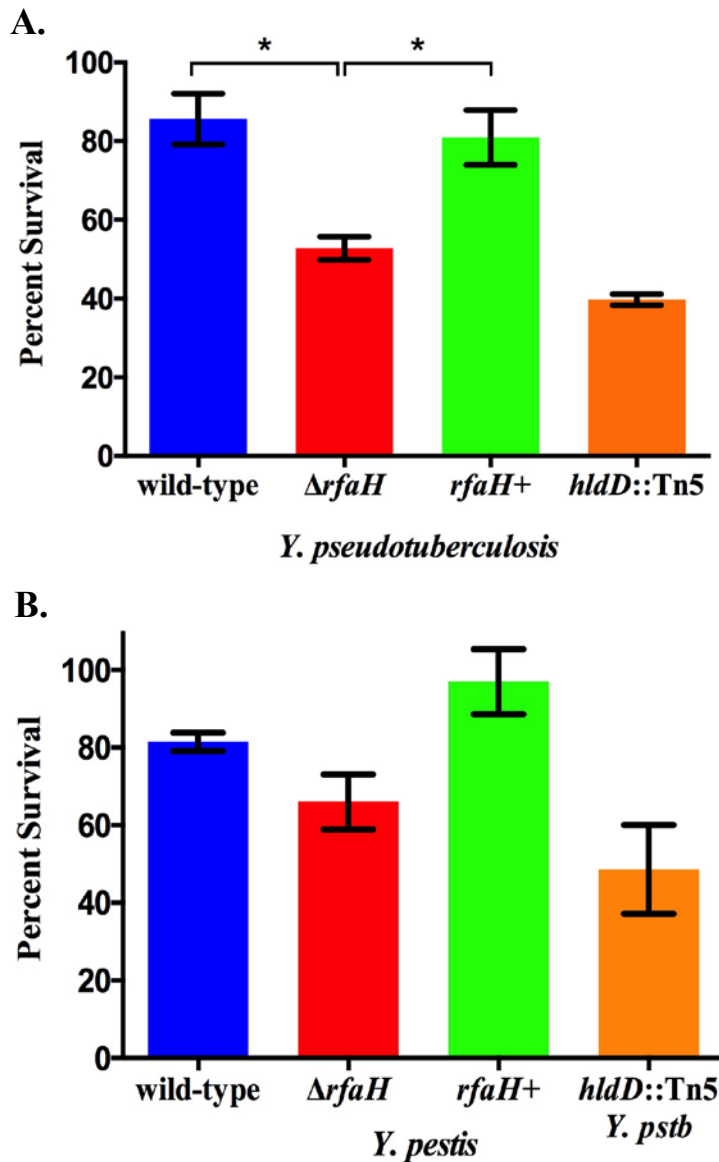 A.
* *
Percent Survival
100
80
60
40
20
0
wild-type ΔrfaH rfaH+ hldD::Tn5
Y. pseudotuberculosis
B.
Percent Survival
100
80
60
40
20
0
wild-type ΔrfaH rfaH+ hldD::Tn5
Y. pestis Y. pstb